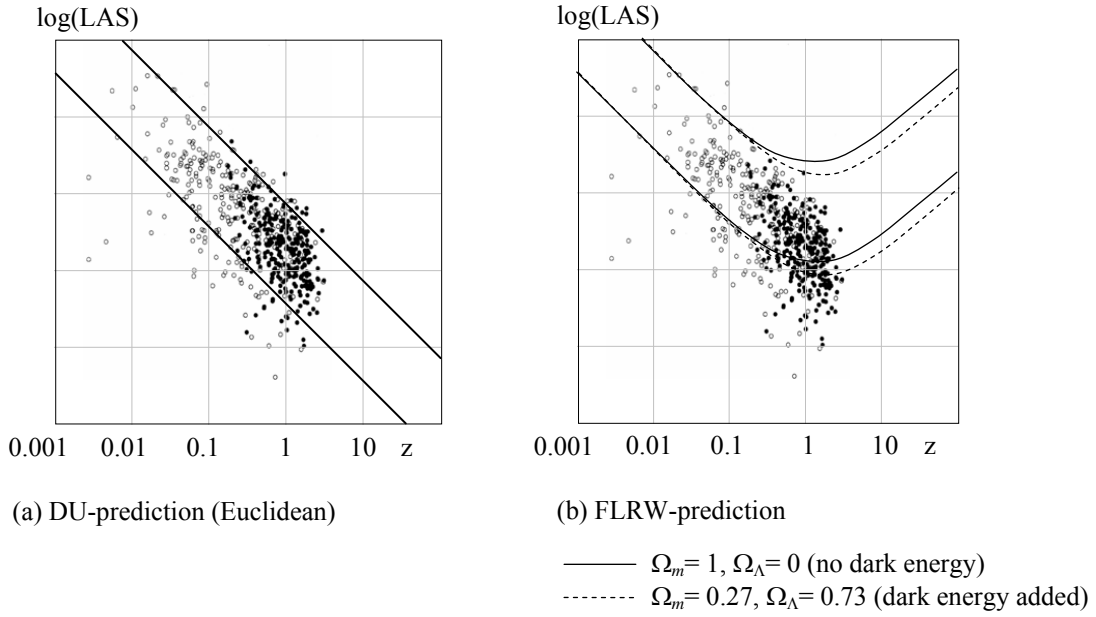 log(LAS)
0.001 0.01 0.1 1 10 z
(a) DU-prediction (Euclidean)
log(LAS)
0.001 0.01 0.1 1 10 z
(b) FLRW-prediction
Ωm= 1, ΩΛ= 0 (no dark energy)
Ωm= 0.27, ΩΛ= 0.73 (dark energy added)